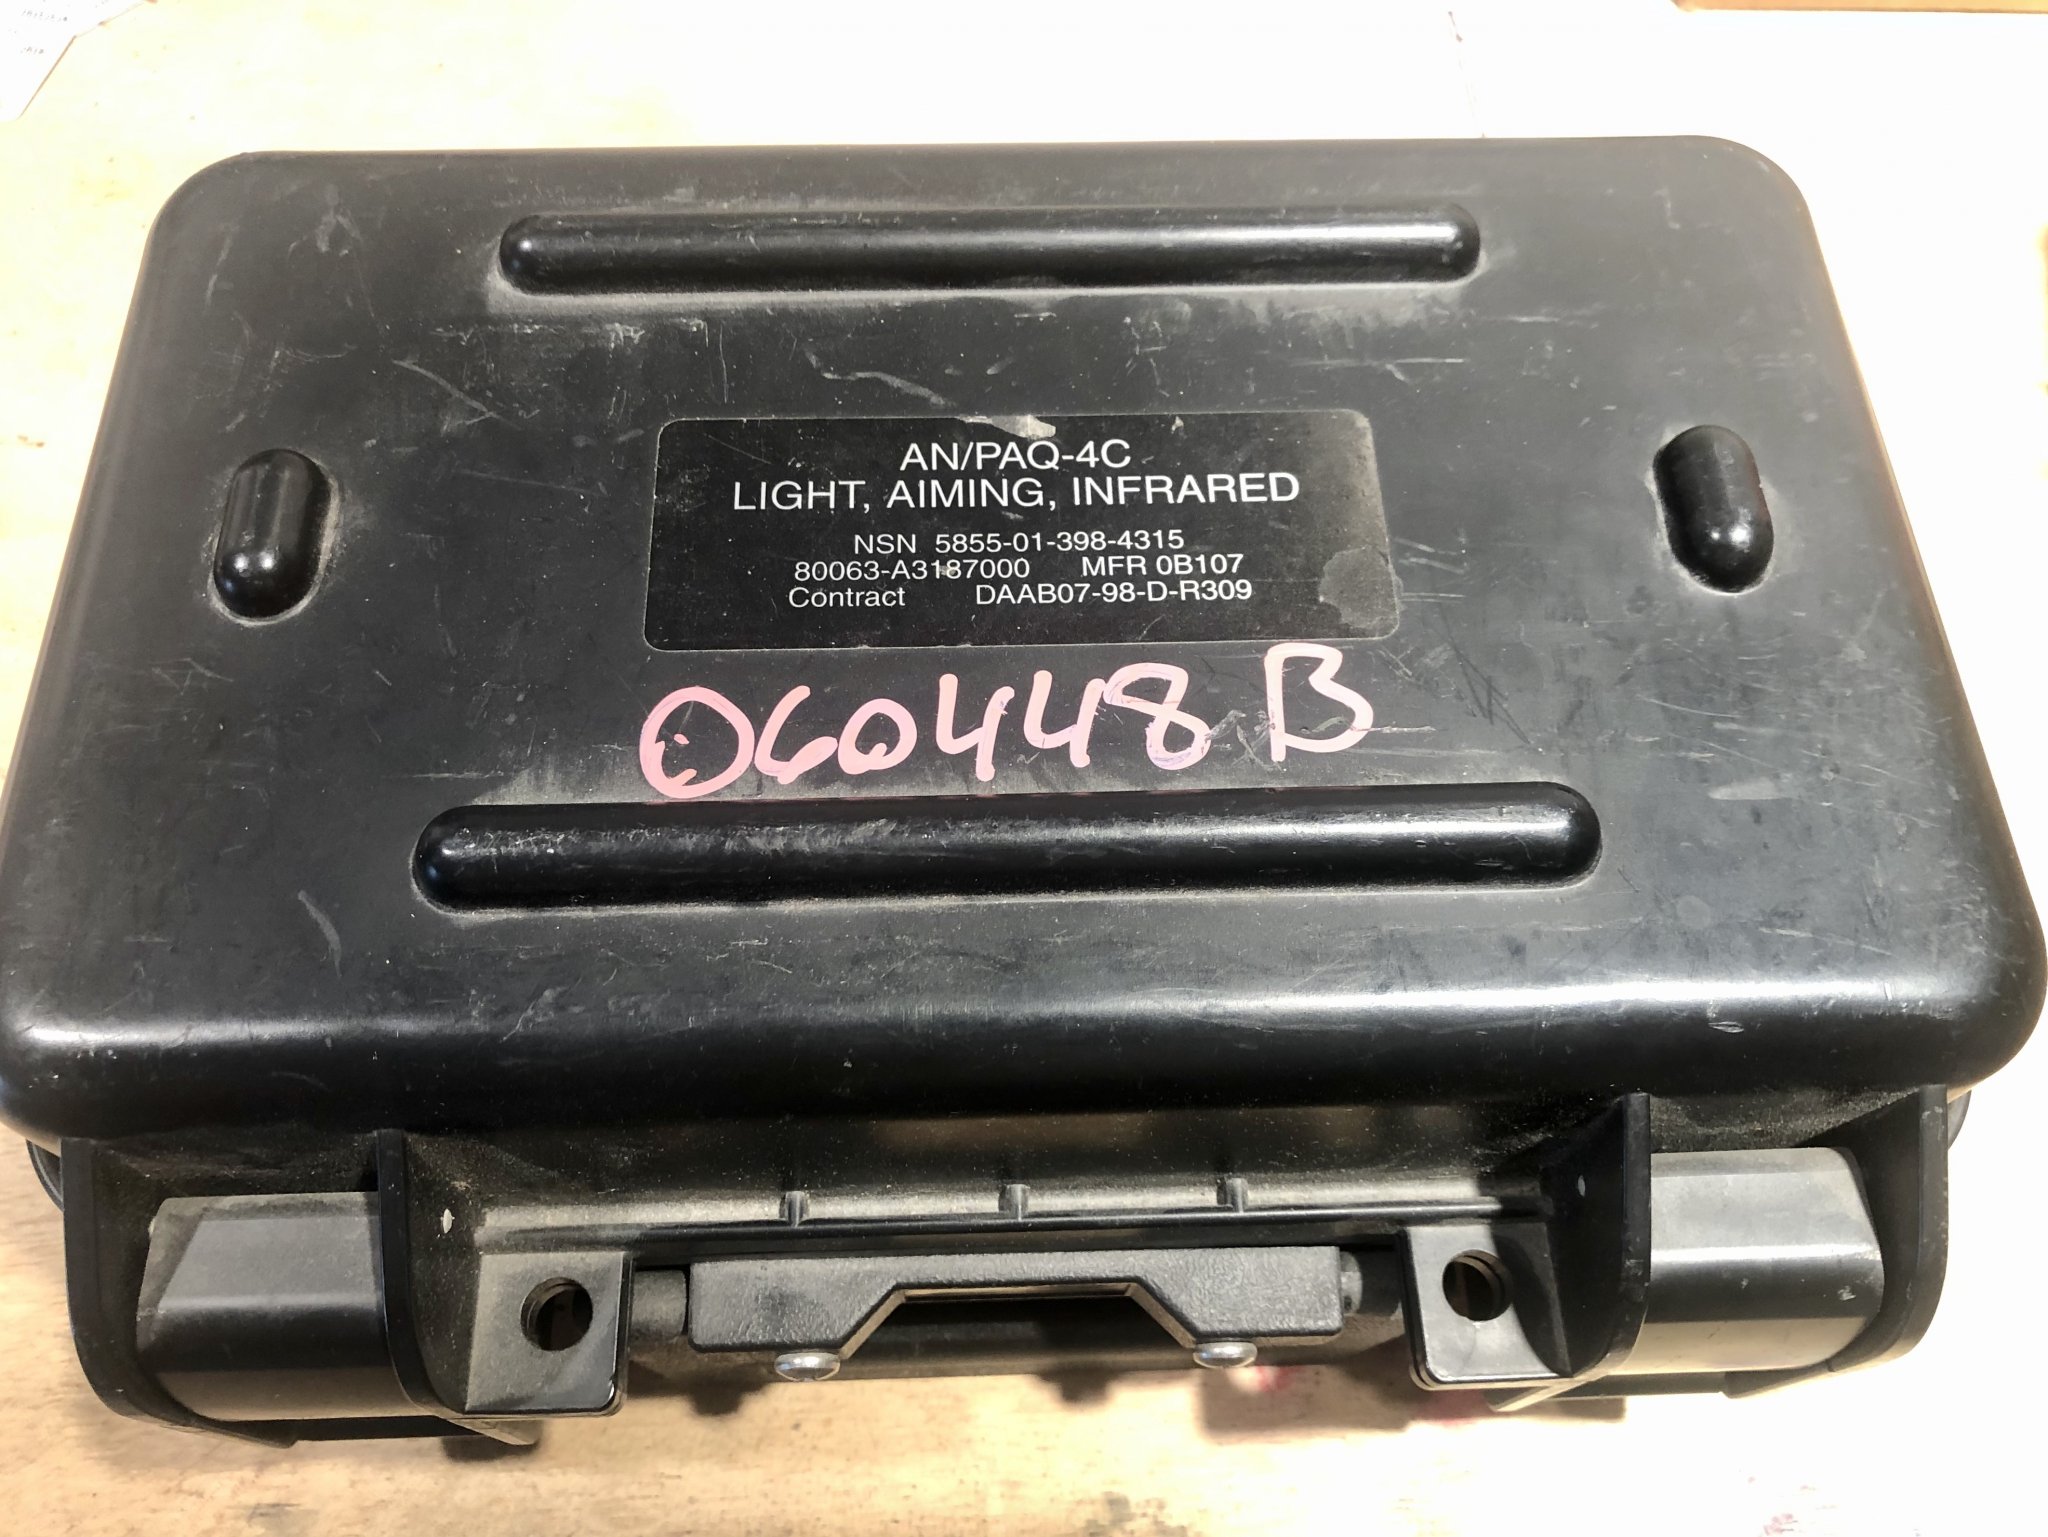 AN/PAQ-4C
LIGHT, AIMING, INFRARED
NSN 5855-01-398-4315
80063-A3187000 MFR 0B107
Contract DAAB07-98-D-R309
060448B